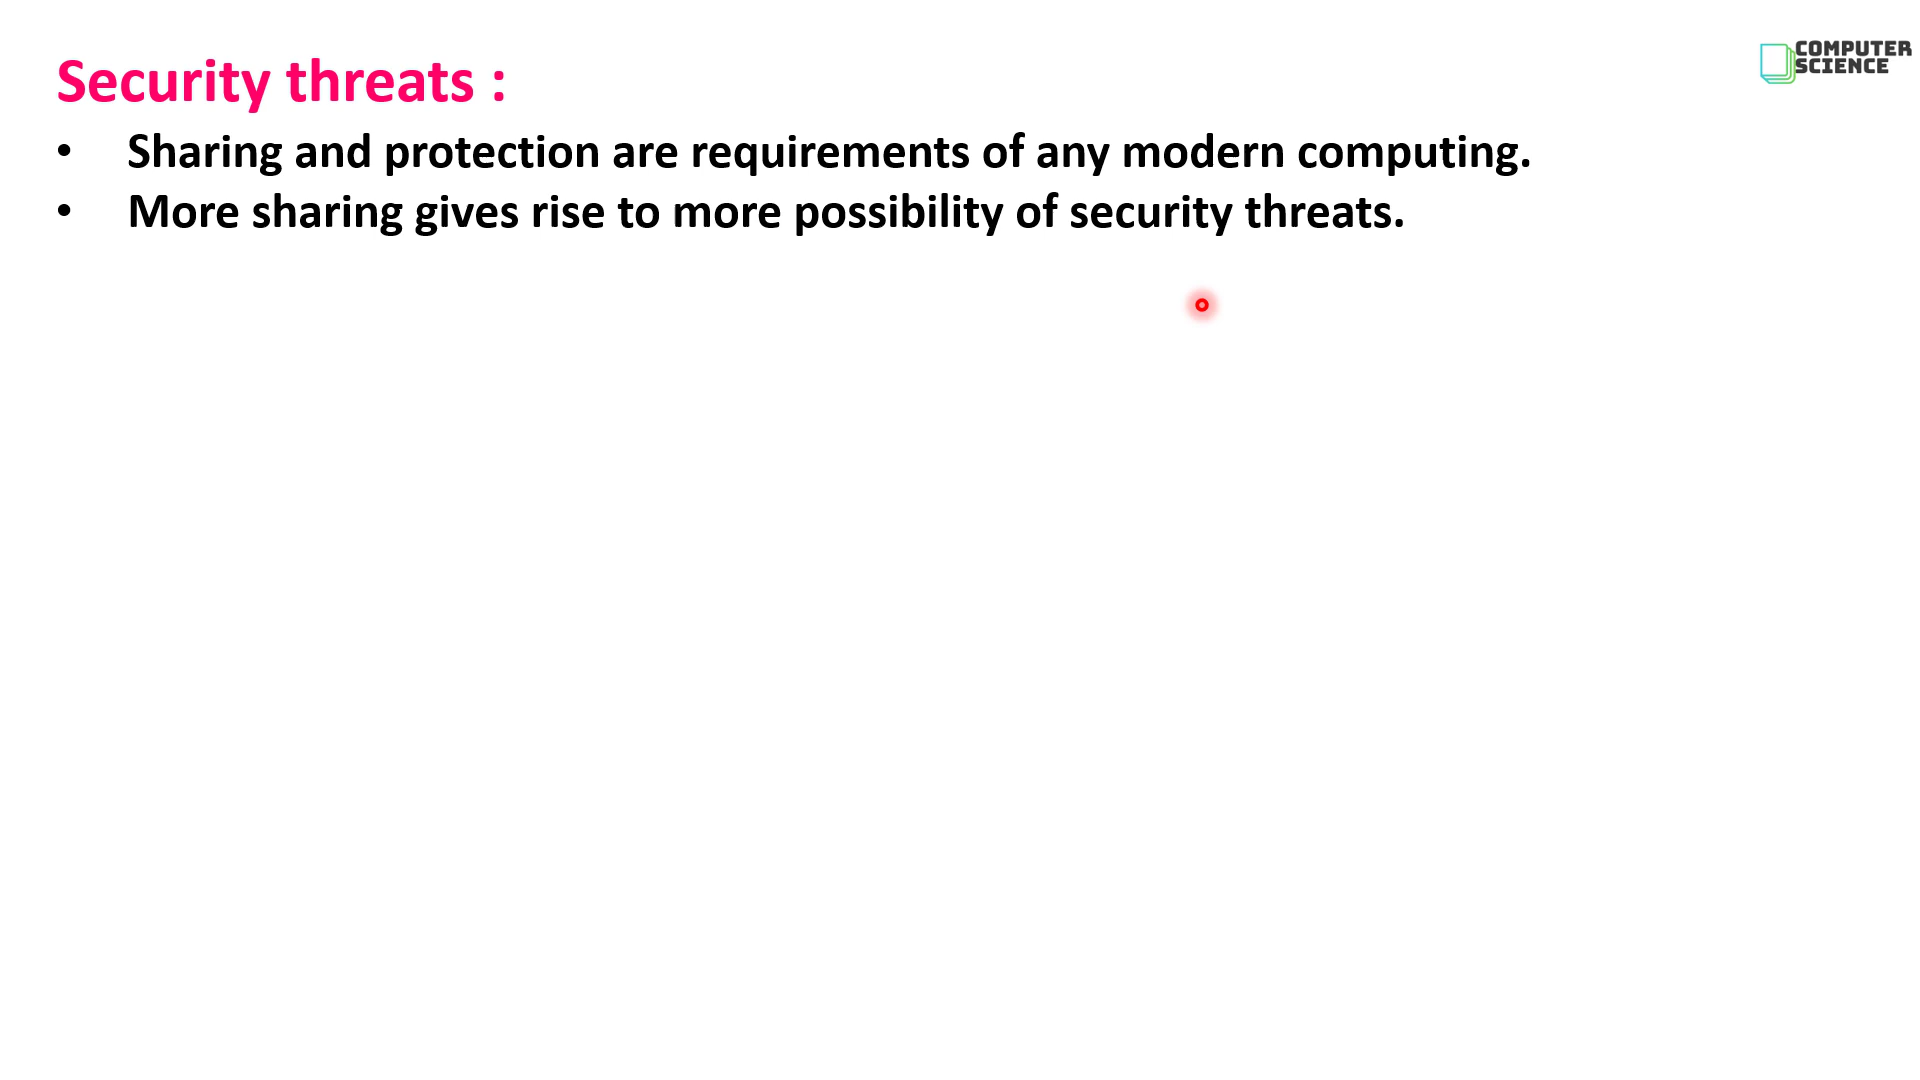 Security threats :
COMPUTER
SCIENCE
• Sharing and protection are requirements of any modern computing.
• More sharing gives rise to more possibility of security threats.